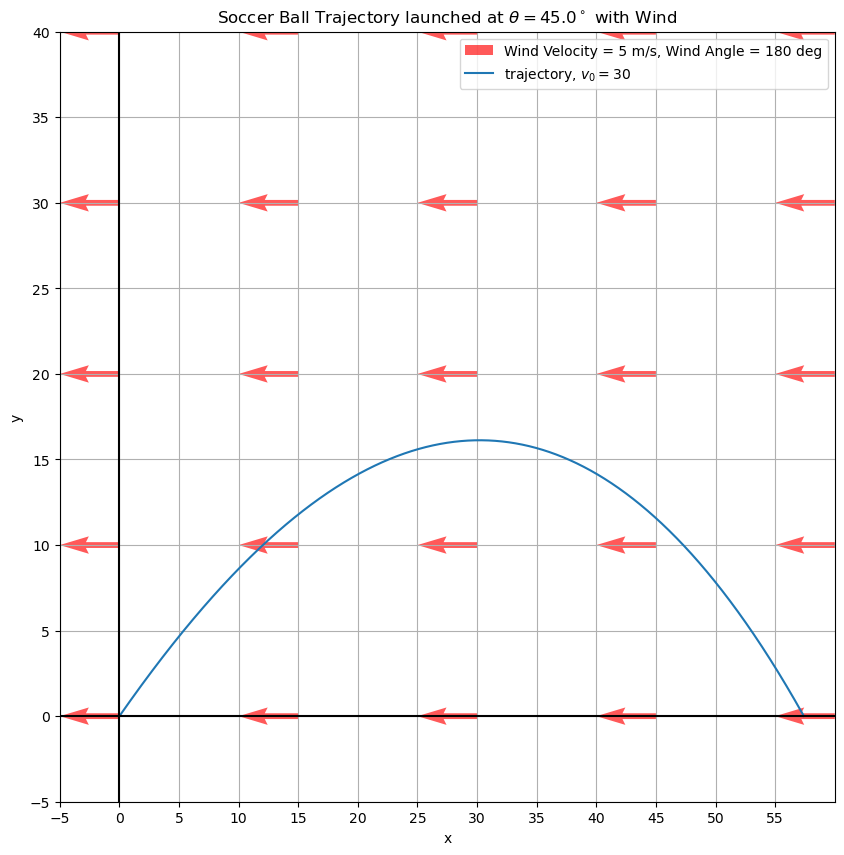 Soccer Ball Trajectory launched at θ = 45.0° with Wind
Wind Velocity = 5 m/s, Wind Angle = 180 deg
trajectory, v₀ = 30
40
35
30
25
20
15
10
5
0
−5
y
−5 0 5 10 15 20 25 30 35 40 45 50 55
x